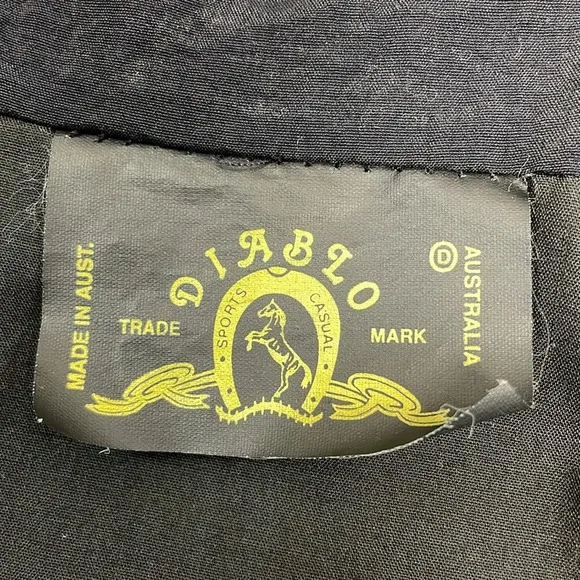 DIABLO
SPORTS CASUAL
TRADE MARK
MADE IN AUST.
D AUSTRALIA